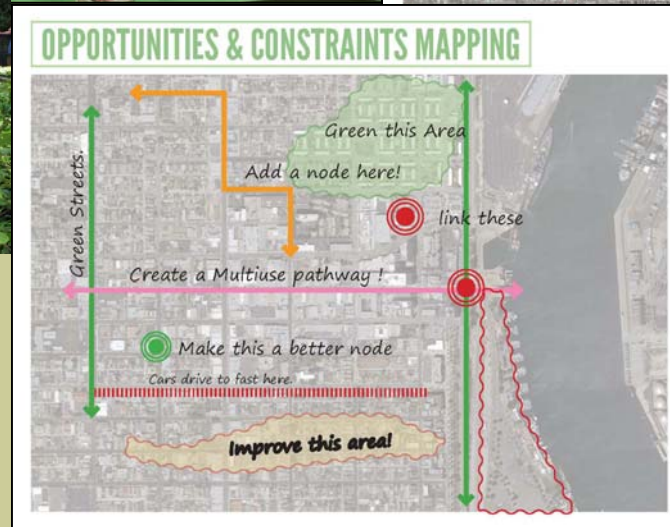 OPPORTUNITIES & CONSTRAINTS MAPPING
Green this Area
Add a node here!
Green Streets.
link these
Create a Multiuse pathway !
Make this a better node
Cars drive to fast here.
Improve this area!